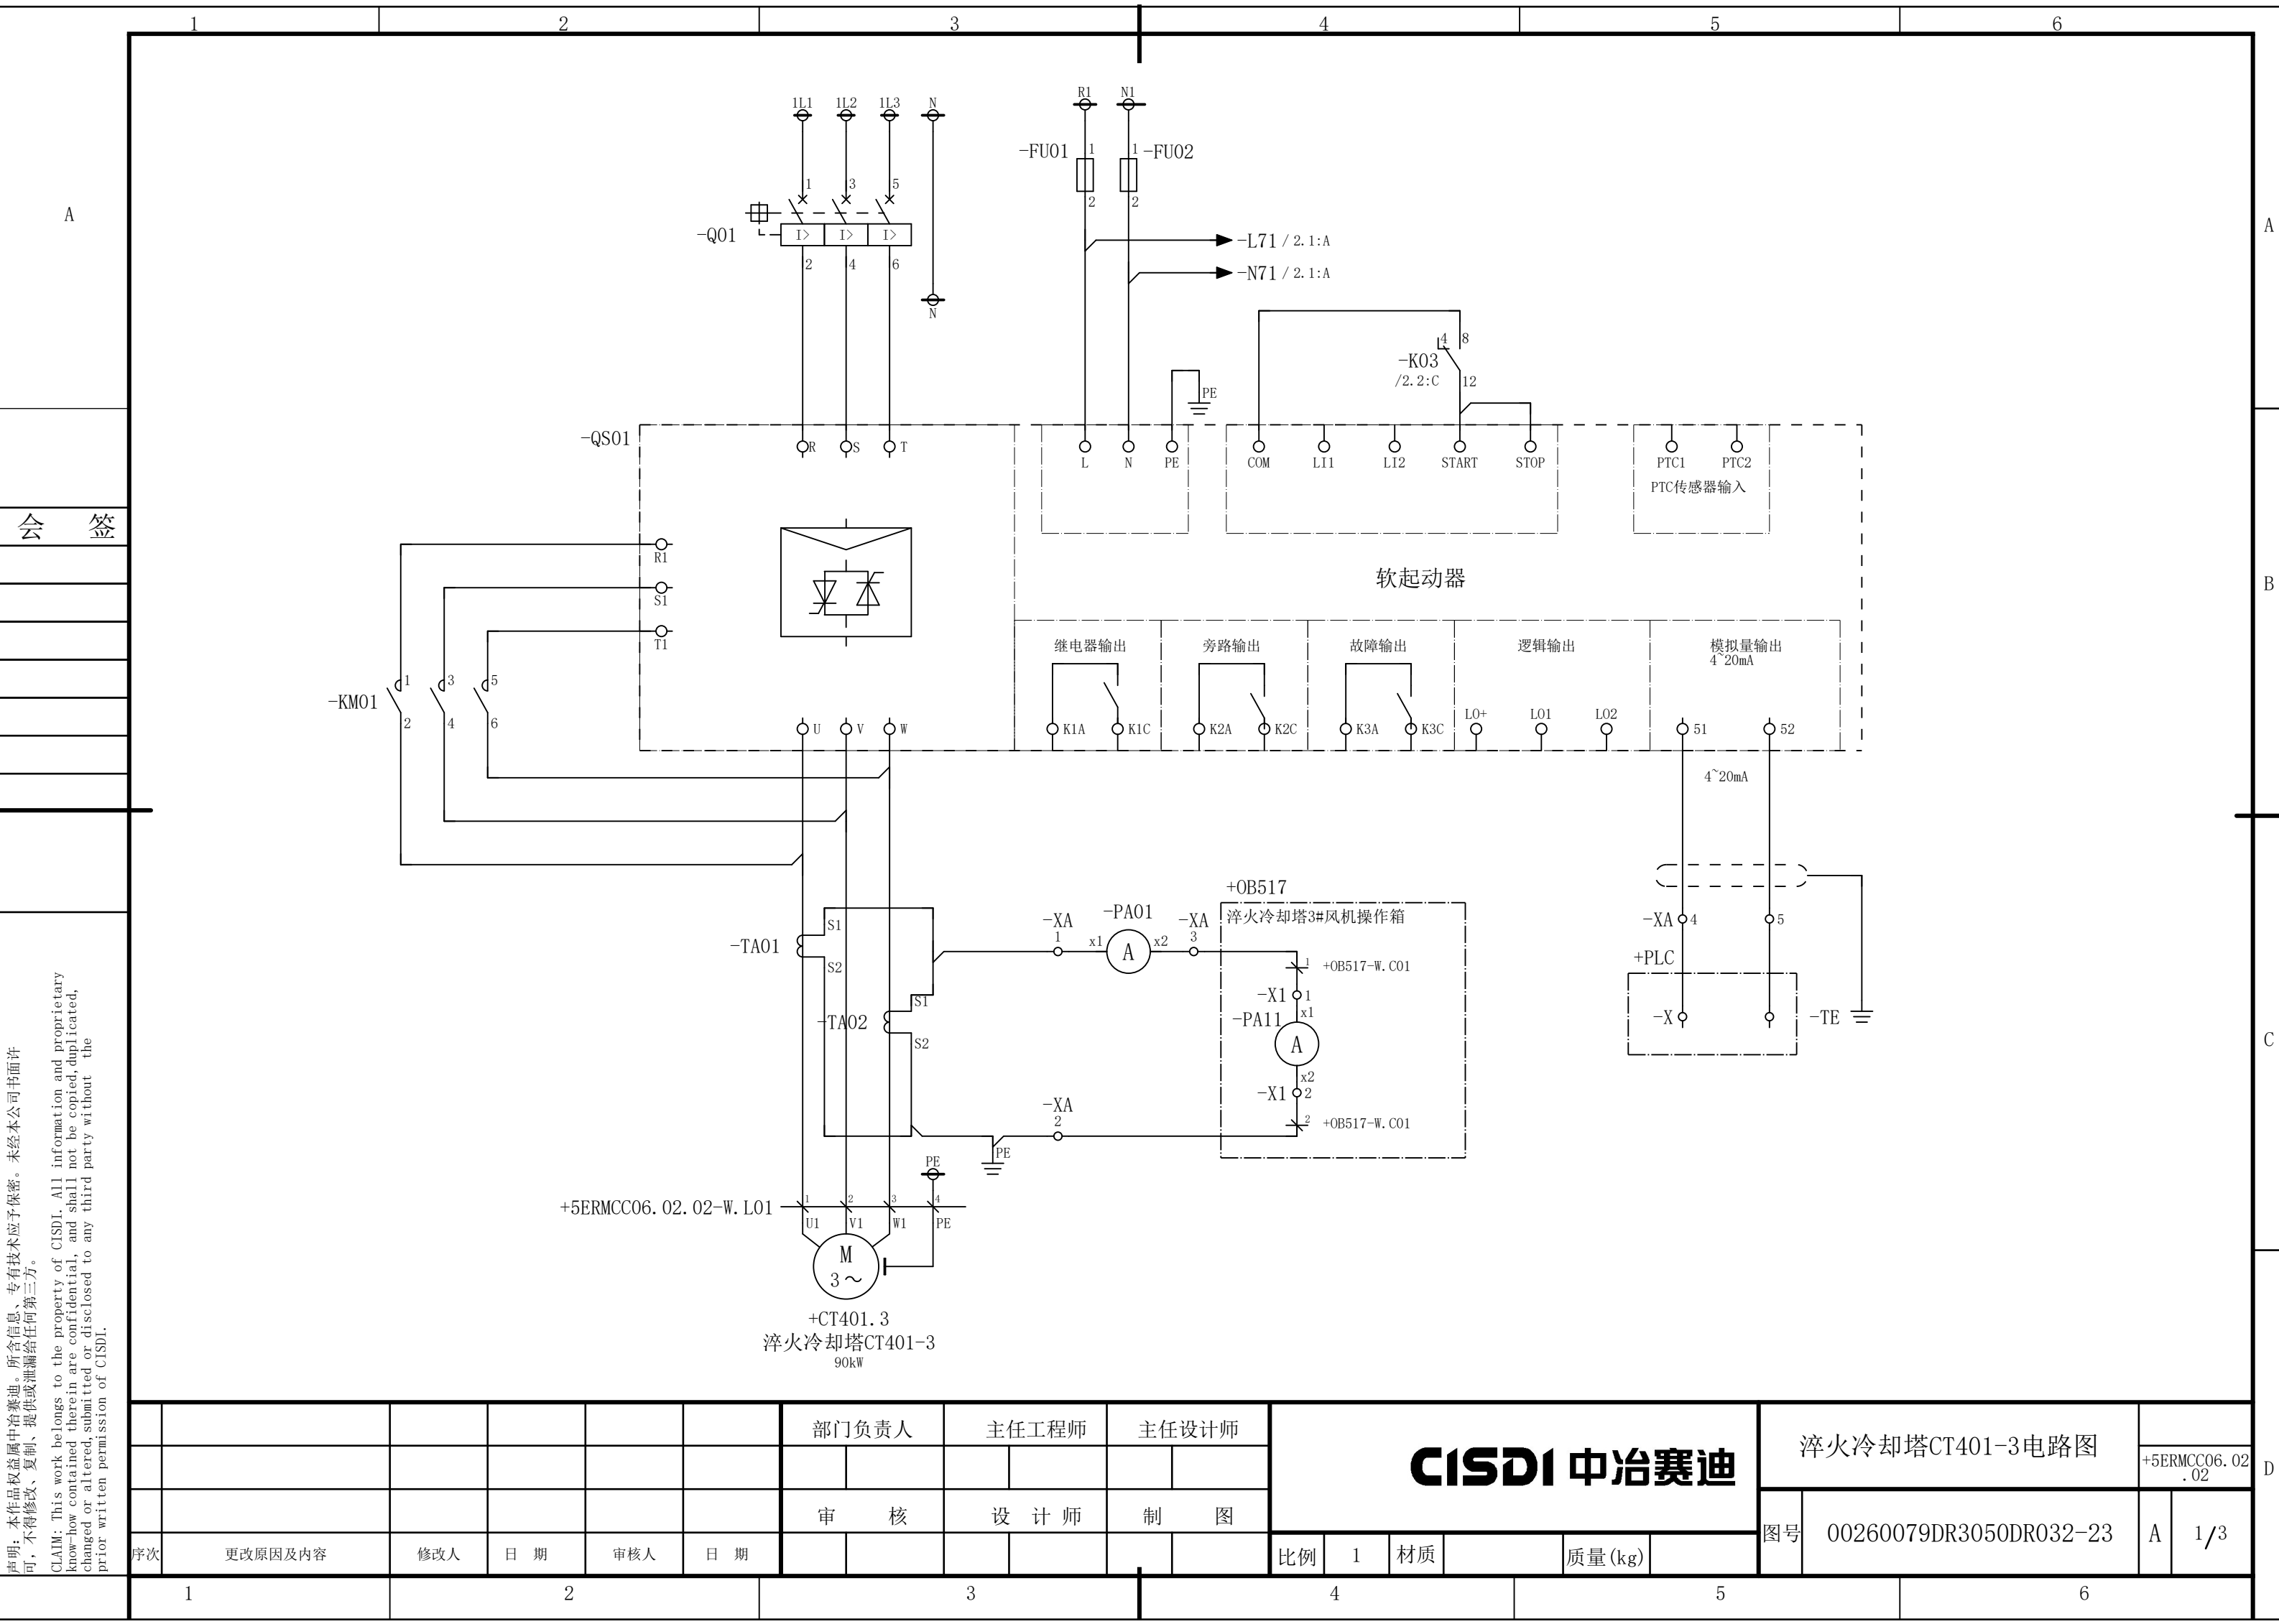 1 2 3 4 5 6
1L1 1L2 1L3 N
R1 N1
-FU01 1 1 -FU02
2 2
A
A
1 3 5
-Q01 I> I> I>
2 4 6
-L71 / 2.1:A
-N71 / 2.1:A
N
4 8
-K03
/2.2:C 12
PE
-QS01
R S T
L N PE
COM LI1 LI2 START STOP
PTC1 PTC2
PTC传感器输入
会 签
R1
S1
T1
软起动器
B
B
继电器输出 旁路输出 故障输出 逻辑输出 模拟量输出
4~20mA
-KM01 1 3 5
2 4 6
U V W
K1A K1C K2A K2C K3A K3C
LO+ LO1 LO2
51 52
4~20mA
+OB517
淬火冷却塔3#风机操作箱
-TA01 S1
S2
-TA02 S1
S2
-XA
1
x1 -PA01 x2
A
-XA
3
1 +OB517-W.C01
-X1 1
x1
-PA11
A
x2
-X1 2
2 +OB517-W.C01
-XA
2
PE
-XA 4 5
+PLC
-X
-TE
C
PE
+5ERMCC06.02.02-W.L01
1 2 3 4
U1 V1 W1 PE
M
3～
+CT401.3
淬火冷却塔CT401-3
90kW
声明：本作品权益属中冶赛迪。所含信息、专有技术应予保密。未经本公司书面许
可，不得修改、复制、提供或泄漏给任何第三方。
CLAIM: This work belongs to the property of CISDI. All information and proprietary
know-how contained therein are confidential, and shall not be copied,duplicated,
changed or altered,submitted or disclosed to any third party without the
prior written permission of CISDI.
部门负责人 主任工程师 主任设计师
审 核 设 计 师 制 图
序次 更改原因及内容 修改人 日 期 审核人 日 期
CISDI 中冶赛迪
比例 1 材质 质量(kg)
淬火冷却塔CT401-3电路图
+5ERMCC06.02
.02
图号 00260079DR3050DR032-23 A 1/3
D
1 2 3 4 5 6